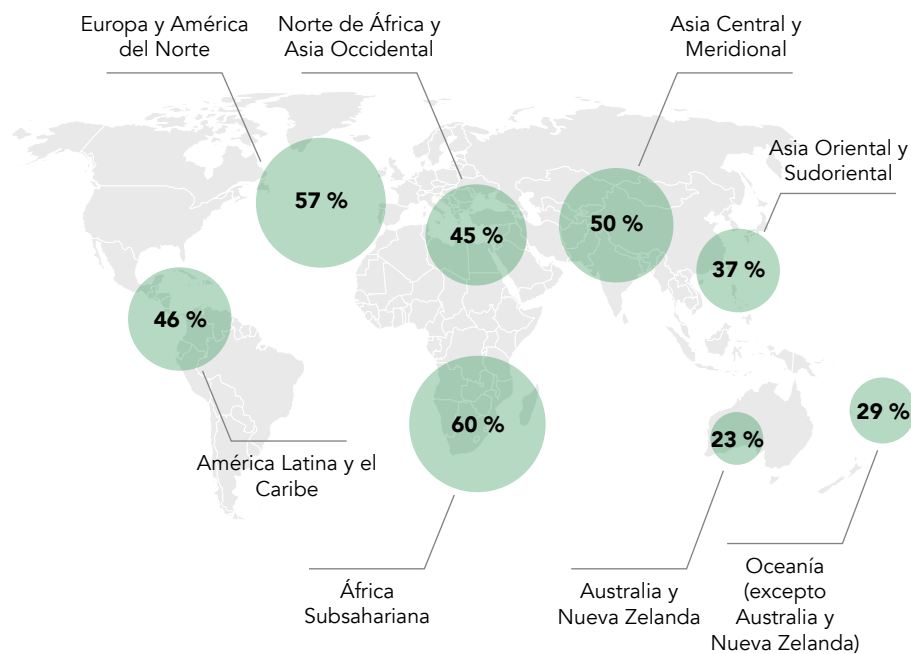 Europa y América
del Norte
Norte de África y
Asia Occidental
Asia Central y
Meridional
Asia Oriental y
Sudoriental
57 %
45 %
50 %
37 %
46 %
60 %
23 %
29 %
América Latina y el
Caribe
África
Subsahariana
Australia y
Nueva Zelanda
Oceanía
(excepto
Australia y
Nueva Zelanda)